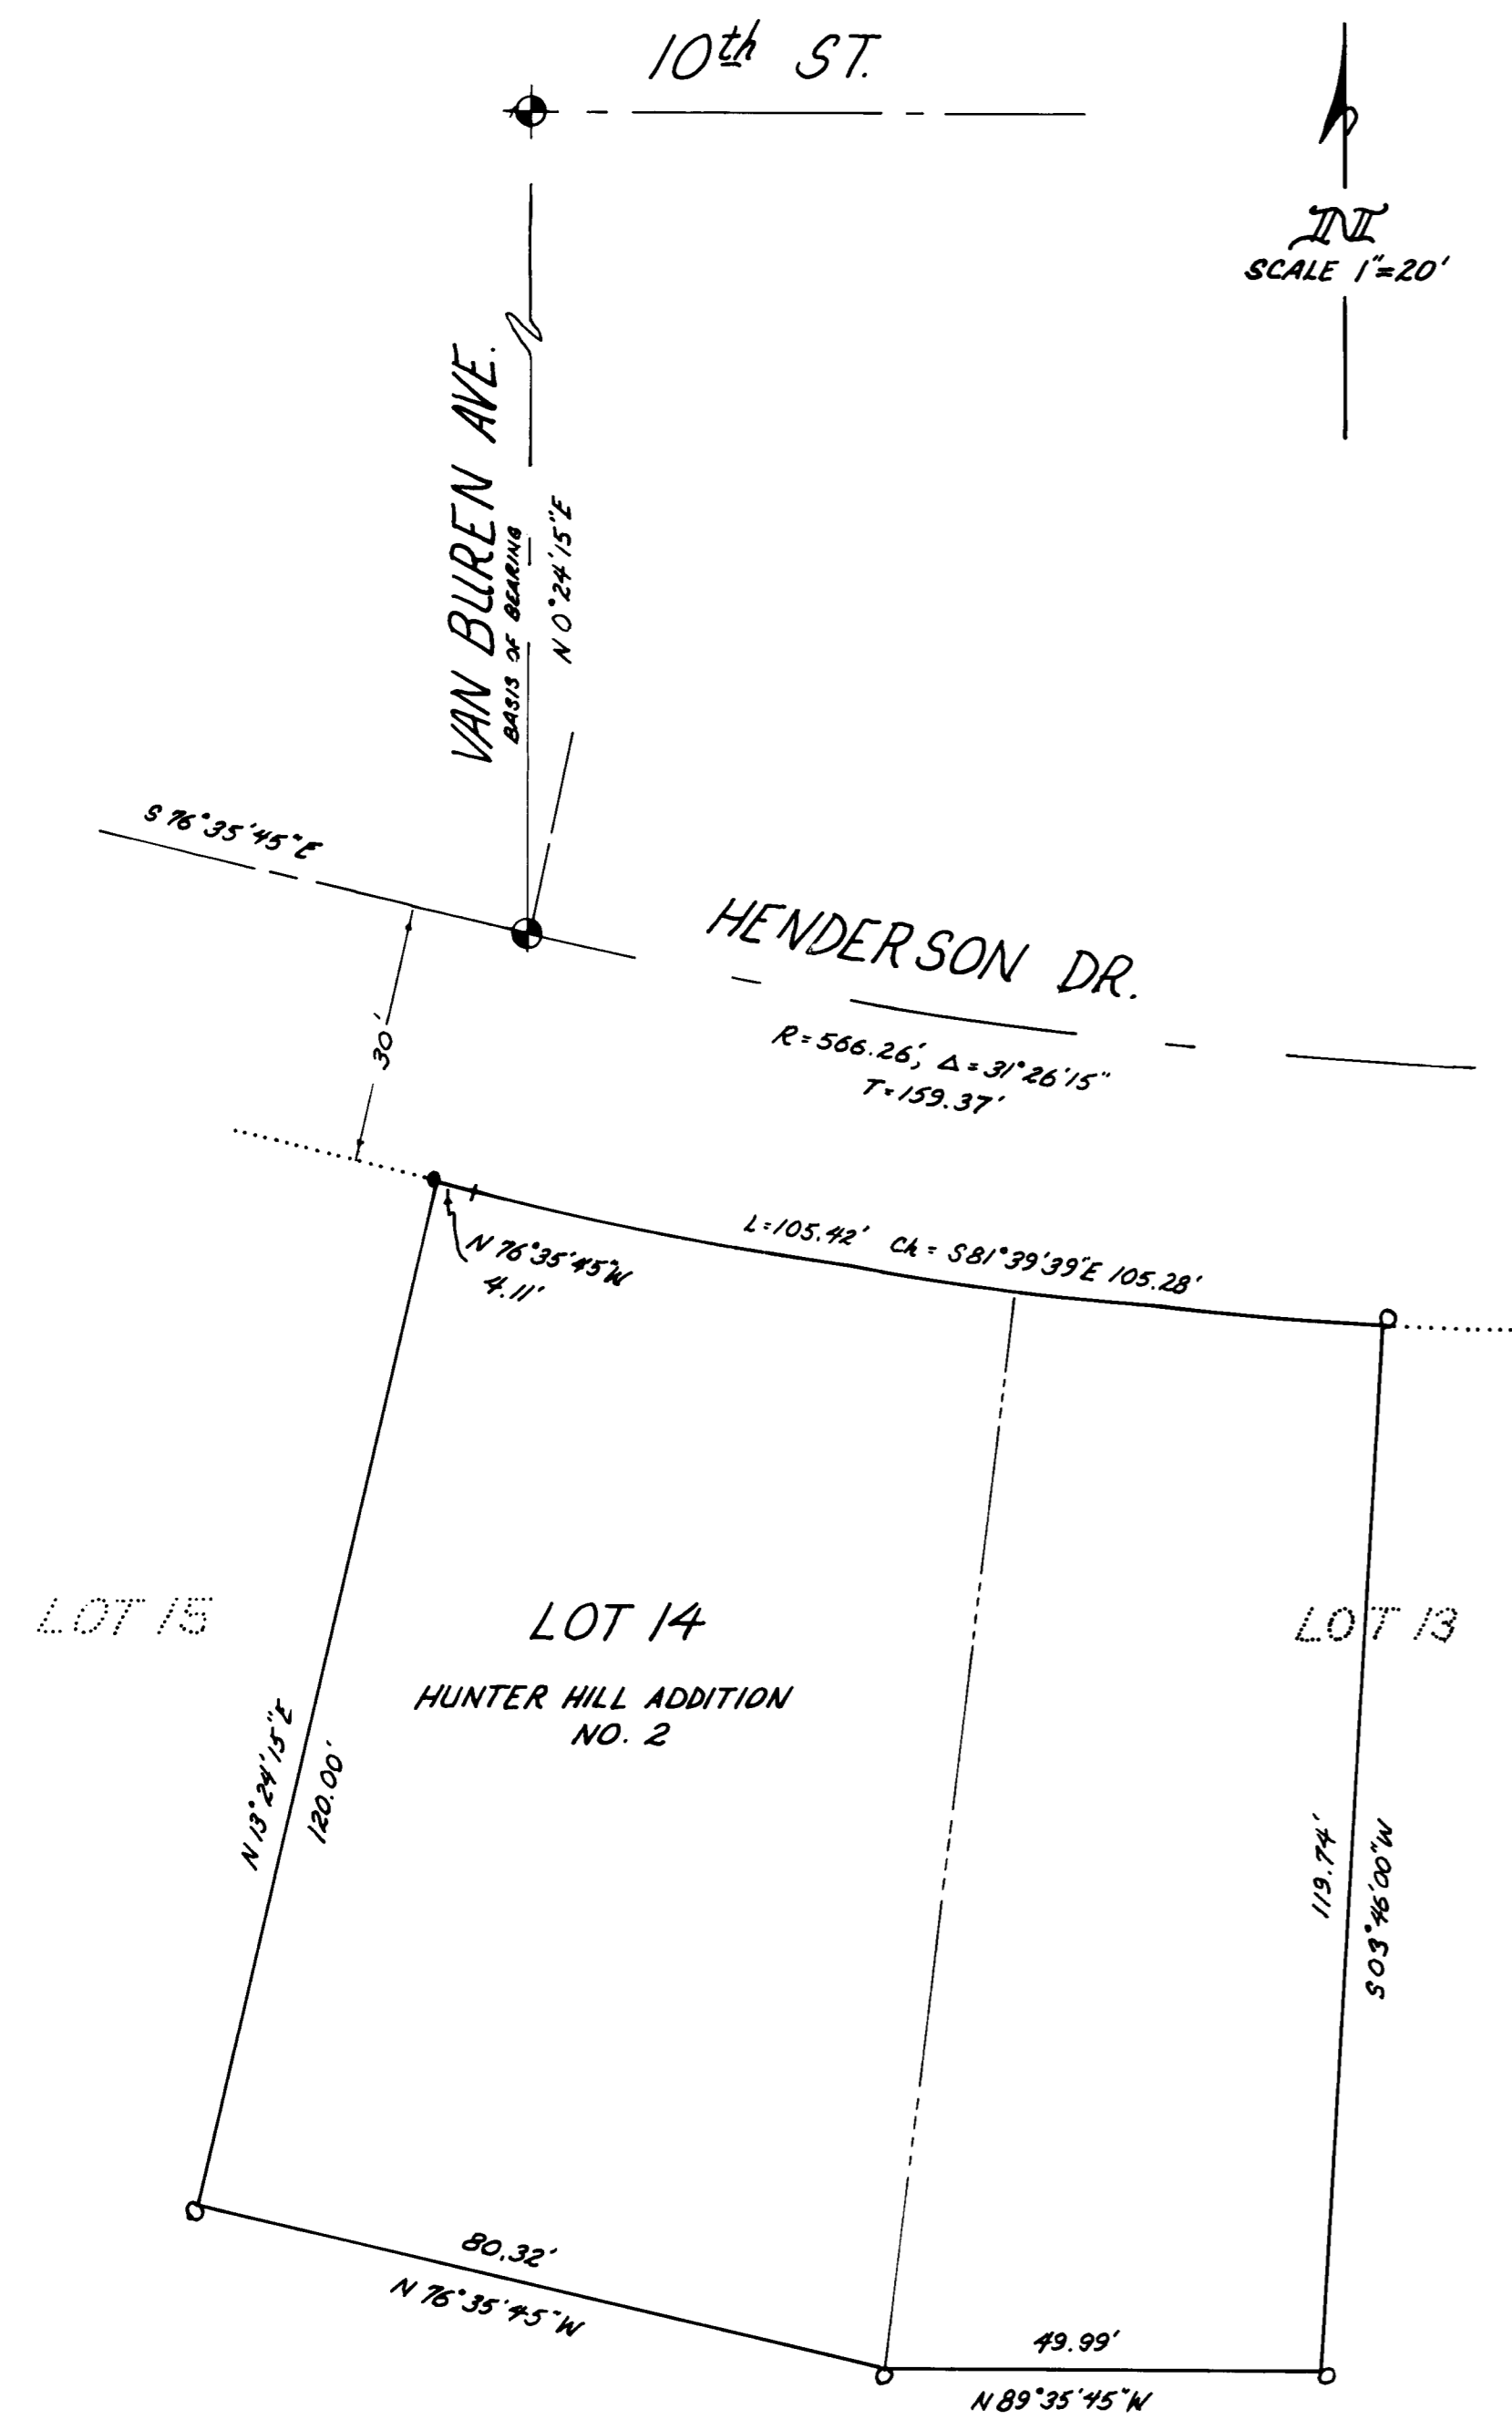 10th ST.
N
SCALE 1"=20'
VAN BUREN AVE.
BASIS OF BEARING
N 0°24'15"E
S 76°35'45"E
HENDERSON DR.
30'
R=566.26', Δ=31°26'15"
T=159.37'
L=105.42' Ch = S81°39'39"E 105.28'
N 76°35'45"W
4.11'
LOT 15
LOT 14
LOT 13
HUNTER HILL ADDITION
NO. 2
N 13°24'15"E
120.00'
119.74'
S 03°46'00"W
80.32'
N 76°35'45"W
49.99'
N 89°35'45"W